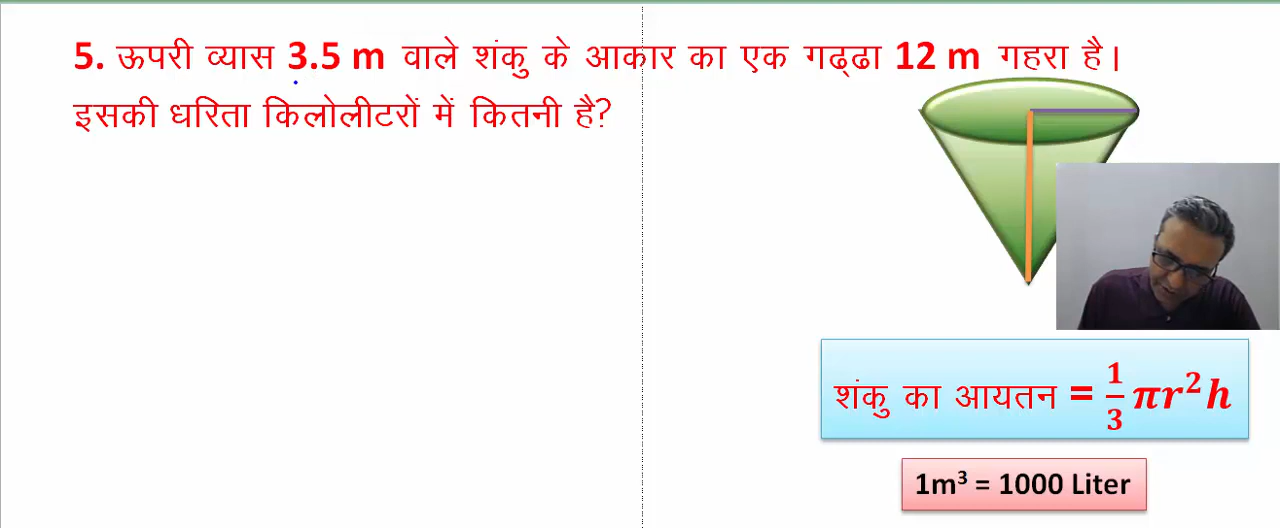 5. ऊपरी व्यास 3.5 m वाले शंकु के आकार का एक गढ्ढा 12 m गहरा है।
इसकी धरिता किलोलीटरों में कितनी है?
शंकु का आयतन = 1/3 πr²h
1m³ = 1000 Liter